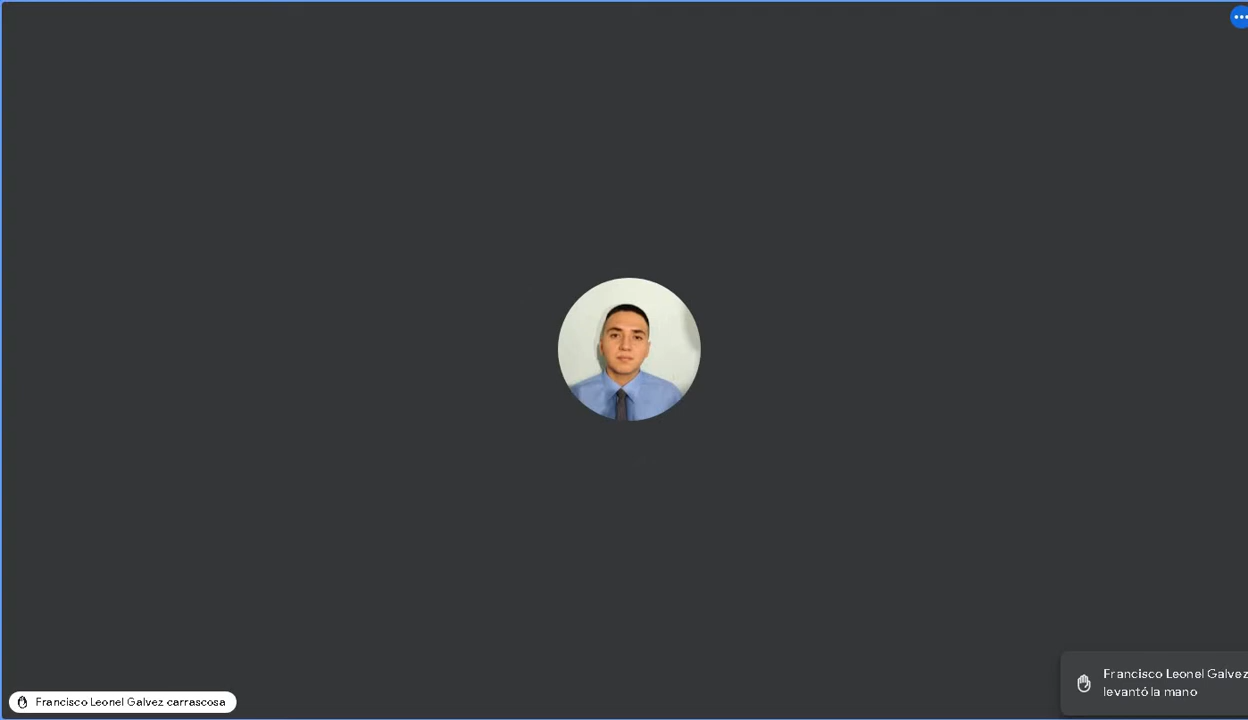 Francisco Leonel Galvez
levantó la mano
Francisco Leonel Galvez carrascosa